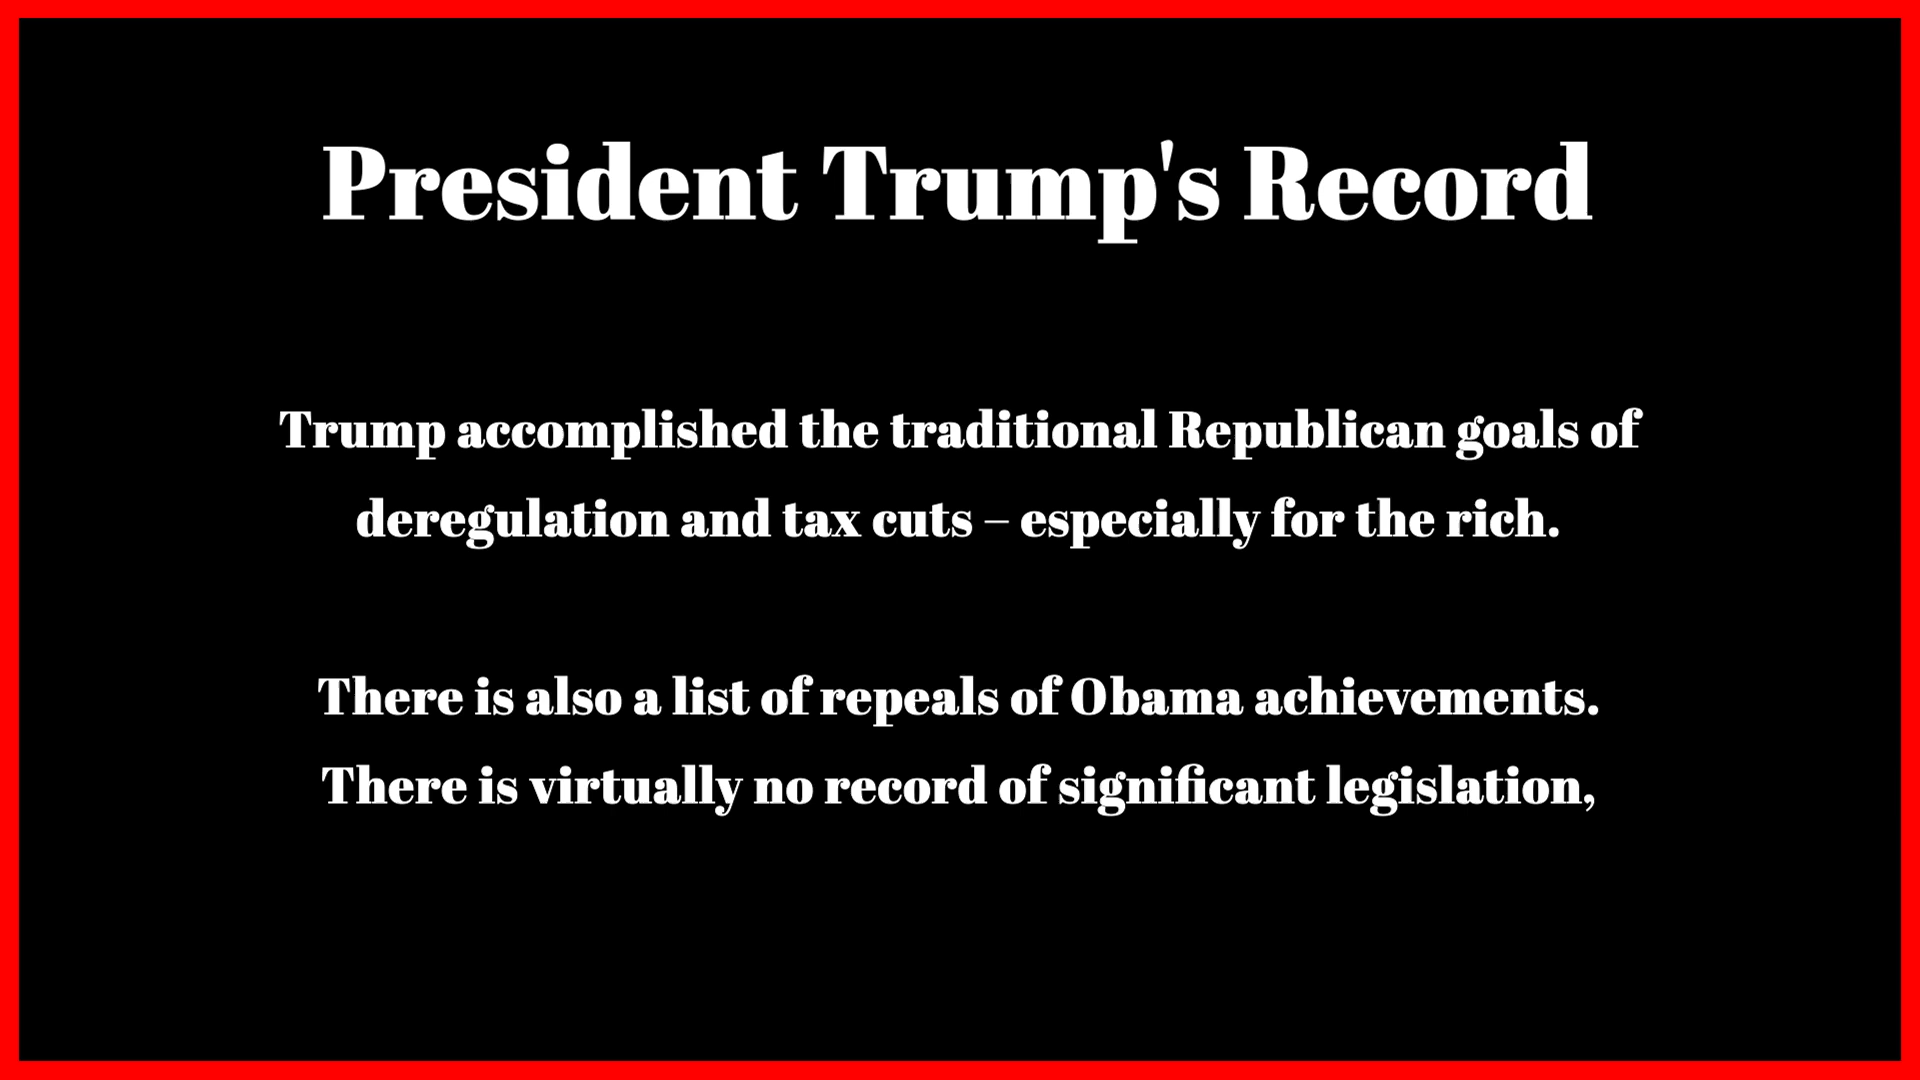 President Trump's Record
Trump accomplished the traditional Republican goals of
deregulation and tax cuts – especially for the rich.
There is also a list of repeals of Obama achievements.
There is virtually no record of significant legislation,